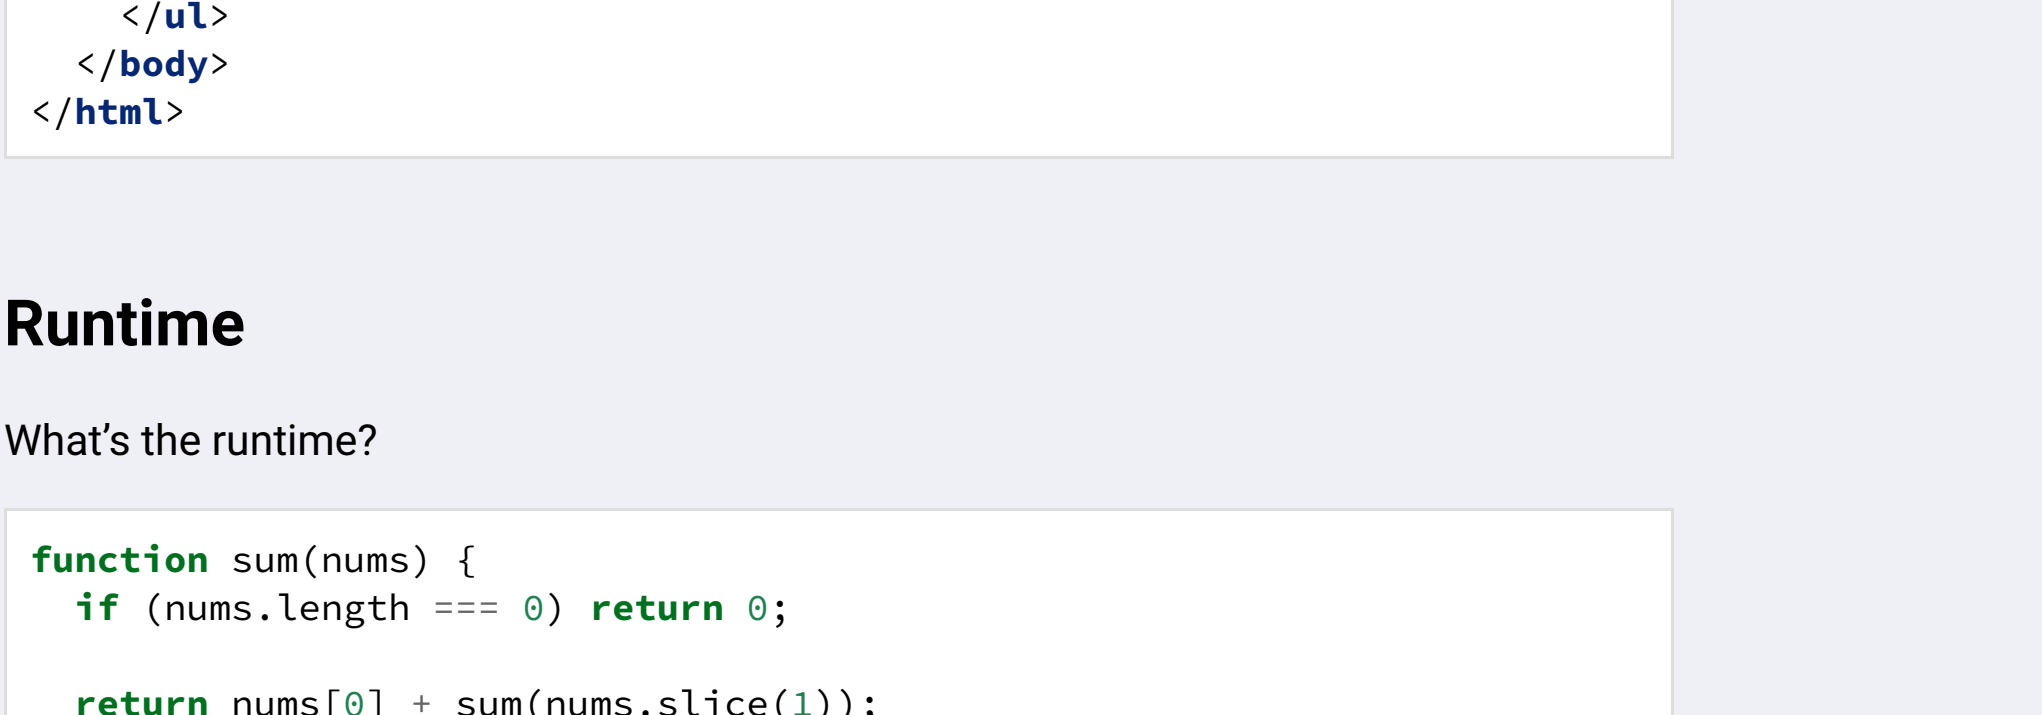 </ul>
</body>
</html>
Runtime
What’s the runtime?
function sum(nums) {
if (nums.length === 0) return 0;
return nums[0] + sum(nums.slice(1));